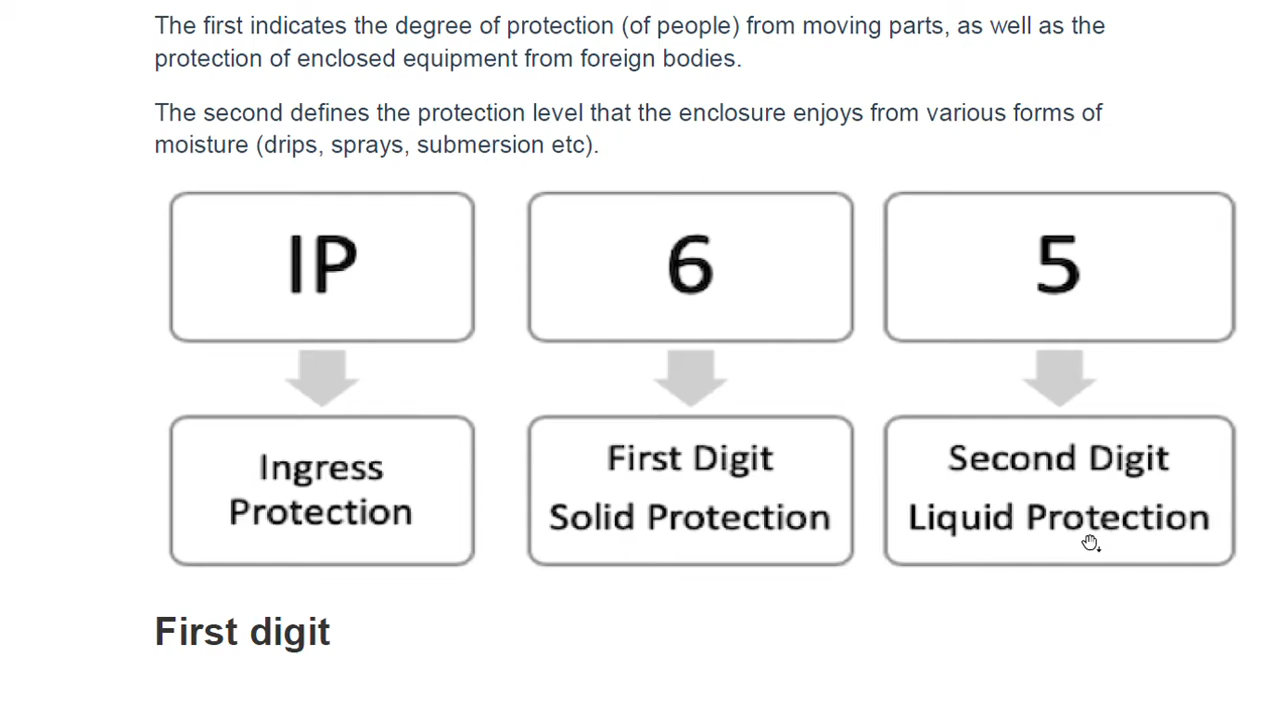 The first indicates the degree of protection (of people) from moving parts, as well as the
protection of enclosed equipment from foreign bodies.
The second defines the protection level that the enclosure enjoys from various forms of
moisture (drips, sprays, submersion etc).
IP
6
5
Ingress
Protection
First Digit
Solid Protection
Second Digit
Liquid Protection
First digit